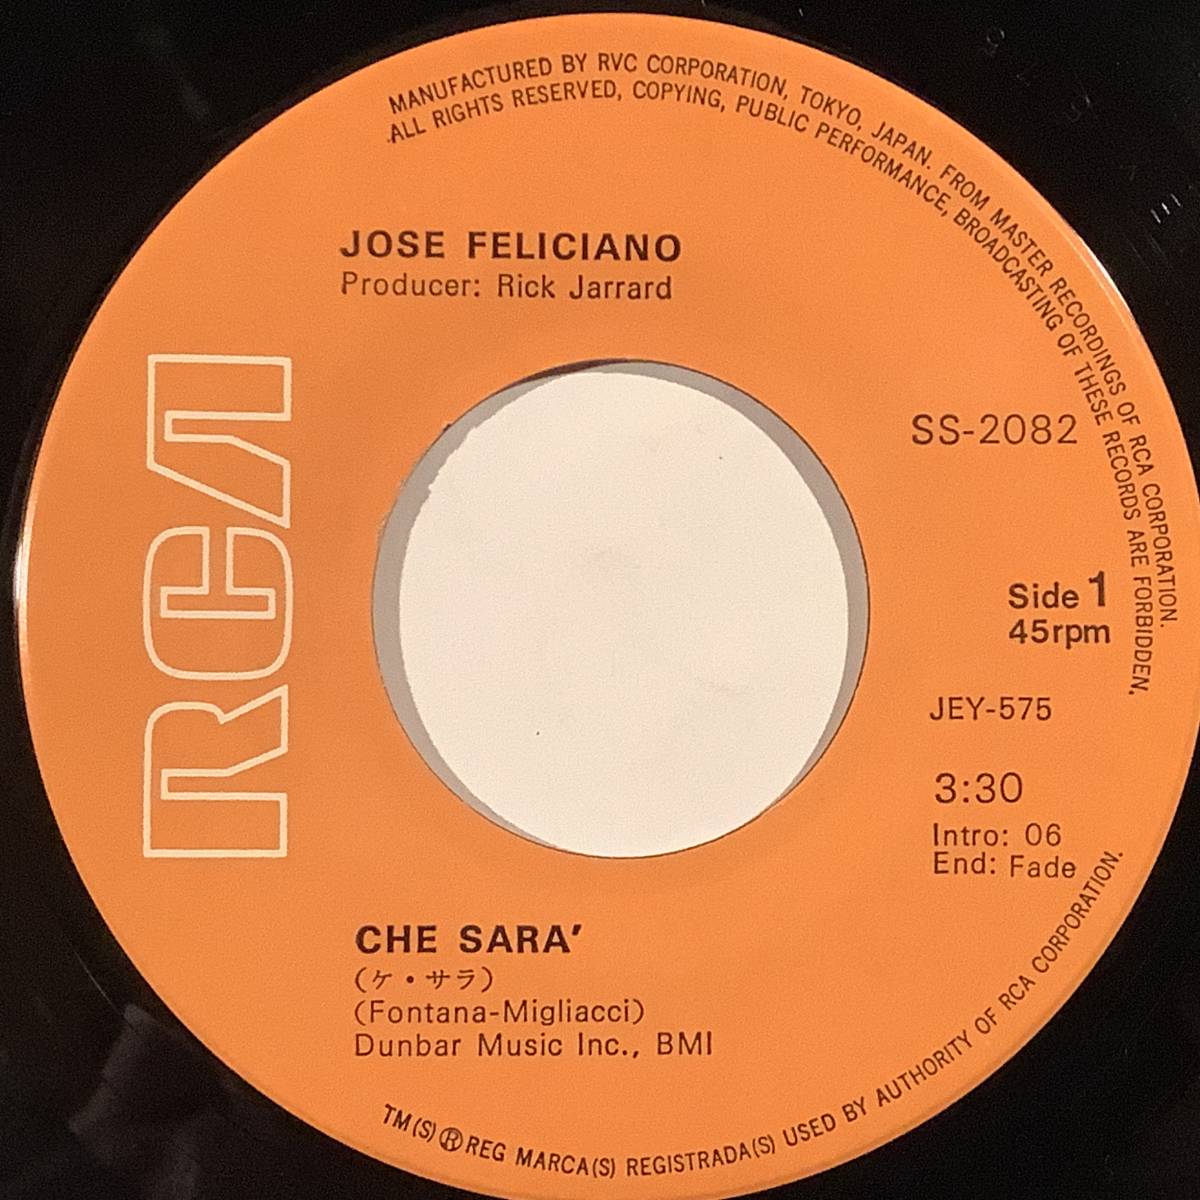 MANUFACTURED BY RVC CORPORATION, TOKYO, JAPAN. FROM MASTER RECORDINGS OF RCA CORPORATION.
ALL RIGHTS RESERVED, COPYING, PUBLIC PERFORMANCE, BROADCASTING OF THESE RECORDS ARE FORBIDDEN,
JOSE FELICIANO
Producer: Rick Jarrard
RCA
SS-2082
Side 1
45rpm
JEY-575
3:30
Intro: 06
End: Fade
CHE SARA'
(ケ・サラ)
(Fontana-Migliacci)
Dunbar Music Inc., BMI
TM(S)®REG MARCA(S) REGISTRADA(S) USED BY AUTHORITY OF RCA CORPORATION.